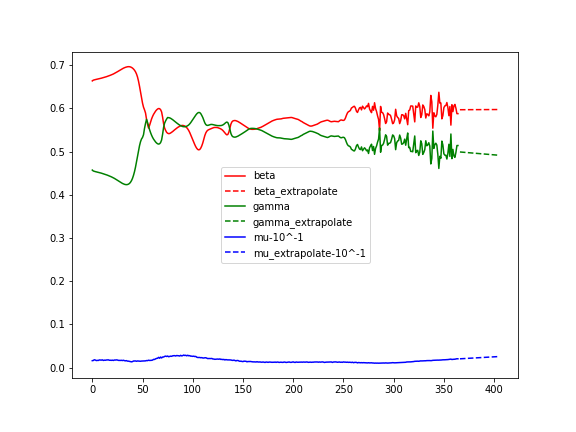 0.7
0.6
0.5
0.4
0.3
0.2
0.1
0.0
beta
beta_extrapolate
gamma
gamma_extrapolate
mu-10^-1
mu_extrapolate-10^-1
0 50 100 150 200 250 300 350 400